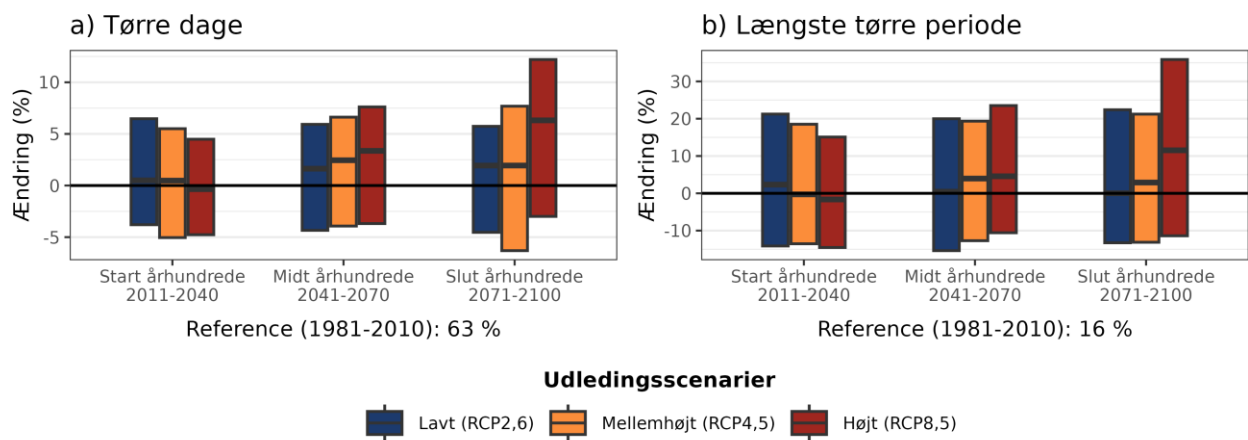 a) Tørre dage
Ændring (%)
10
5
0
-5
Start århundrede
2011-2040
Midt århundrede
2041-2070
Slut århundrede
2071-2100
Reference (1981-2010): 63 %
b) Længste tørre periode
Ændring (%)
30
20
10
0
-10
Start århundrede
2011-2040
Midt århundrede
2041-2070
Slut århundrede
2071-2100
Reference (1981-2010): 16 %
Udledingsscenarier
Lavt (RCP2,6)
Mellemhøjt (RCP4,5)
Højt (RCP8,5)